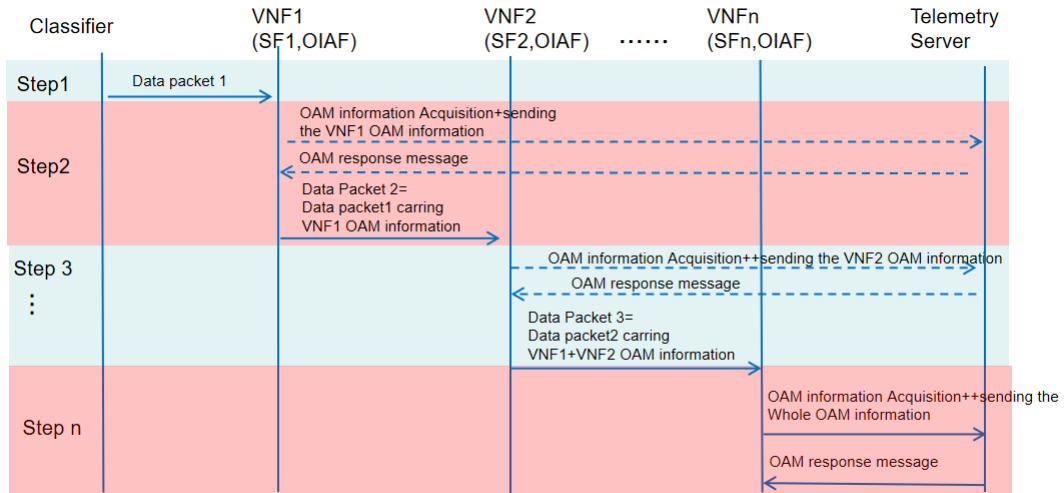 Classifier
VNF1
(SF1,OIAF)
VNF2
(SF2,OIAF)
······
VNFn
(SFn,OIAF)
Telemetry
Server
Step1
Data packet 1
Step2
OAM information Acquisition+sending
the VNF1 OAM information
OAM response message
Data Packet 2=
Data packet1 carring
VNF1 OAM information
Step 3
⋮
OAM information Acquisition++sending the VNF2 OAM information
OAM response message
Data Packet 3=
Data packet2 carring
VNF1+VNF2 OAM information
Step n
OAM information Acquisition++sending the
Whole OAM information
OAM response message